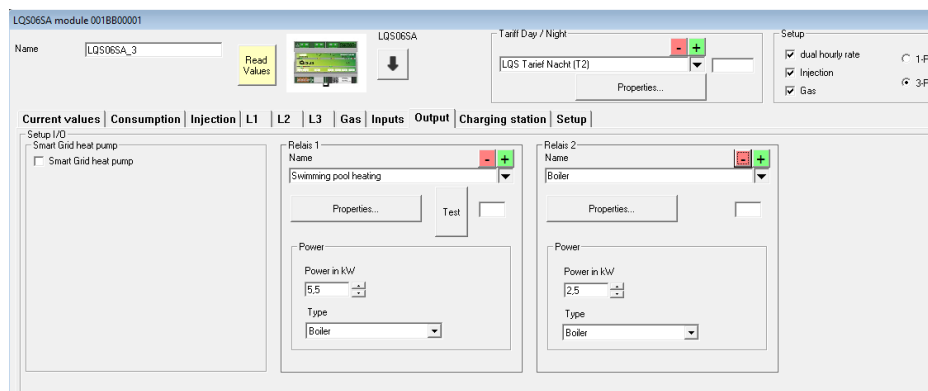 LQS06SA module 001BB00001
Name
LQS06SA_3
Read
Values
LQS06SA
Tariff Day / Night
- +
LQS Tarief Nacht (T2)
Properties...
Setup
dual hourly rate
Injection
Gas
1-P
3-P
Current values Consumption Injection L1 L2 L3 Gas Inputs Output Charging station Setup
Setup I/O
Smart Grid heat pump
Smart Grid heat pump
Relais 1
Name
- +
Swimming pool heating
Properties...
Test
Power
Power in kW
5,5
Type
Boiler
Relais 2
Name
- +
Boiler
Properties...
Power
Power in kW
2,5
Type
Boiler